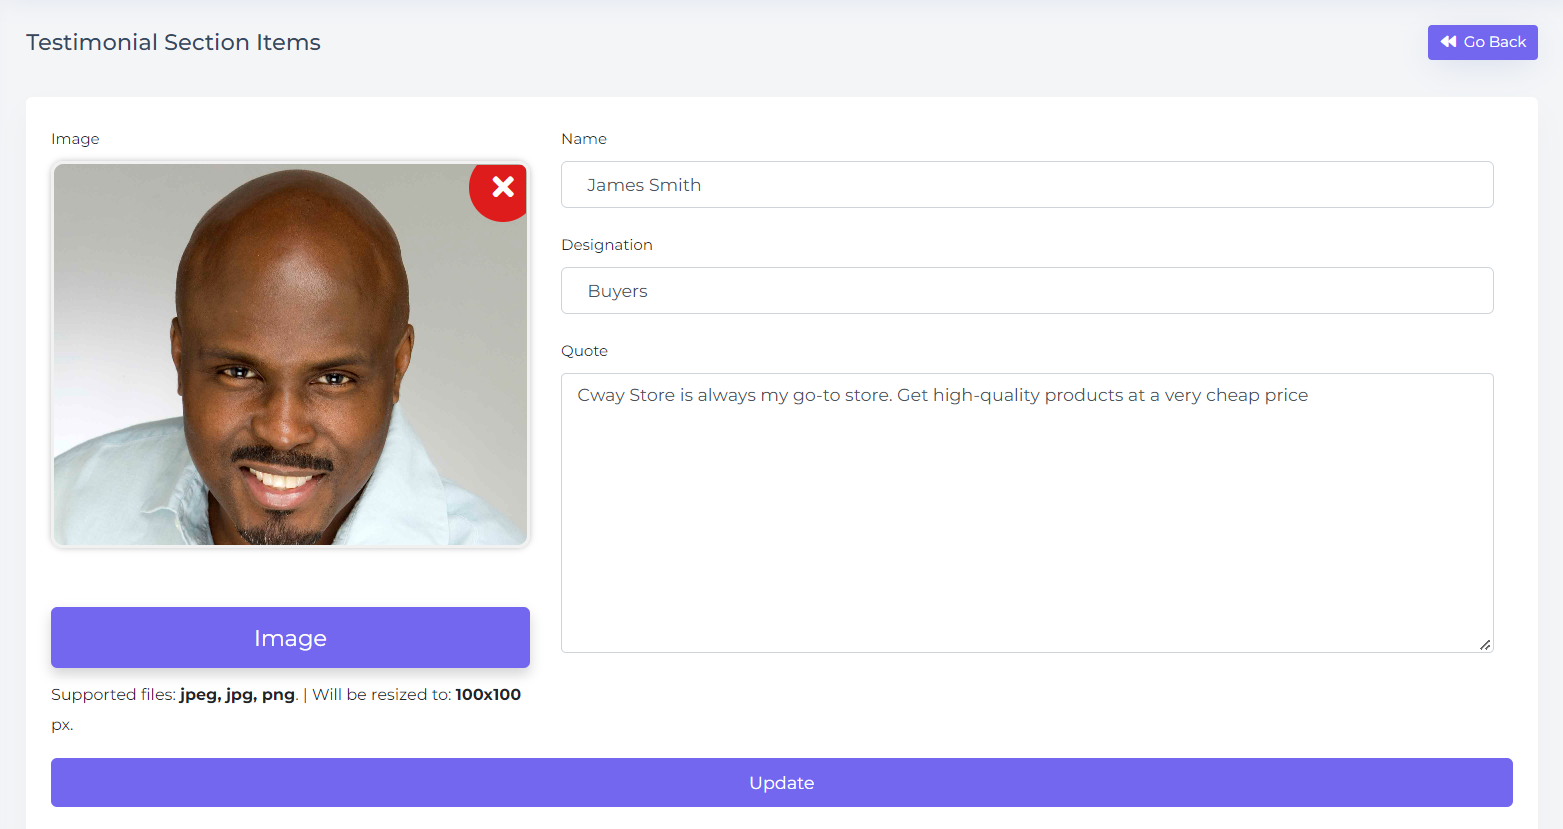 Testimonial Section Items
Go Back
Image
Name
James Smith
Designation
Buyers
Quote
Cway Store is always my go-to store. Get high-quality products at a very cheap price
Image
Supported files: jpeg, jpg, png. | Will be resized to: 100x100
px.
Update